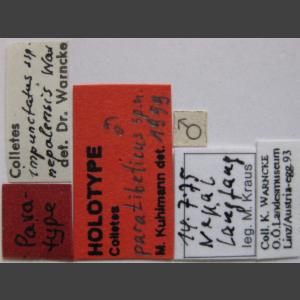 Colletes
impunctatus ssp.
nepalensis War
det. Dr. Warncke
Para-
type
HOLOTYPE ♂
Colletes
paratibeticus sp.n.
M. Kuhlmann det. 1999
♂
14.7.75
Nepal
Langtang
leg. M. Kraus
Coll. K. WARNCKE
O.Ö.Landesmuseum
Linz/Austria-egg.93